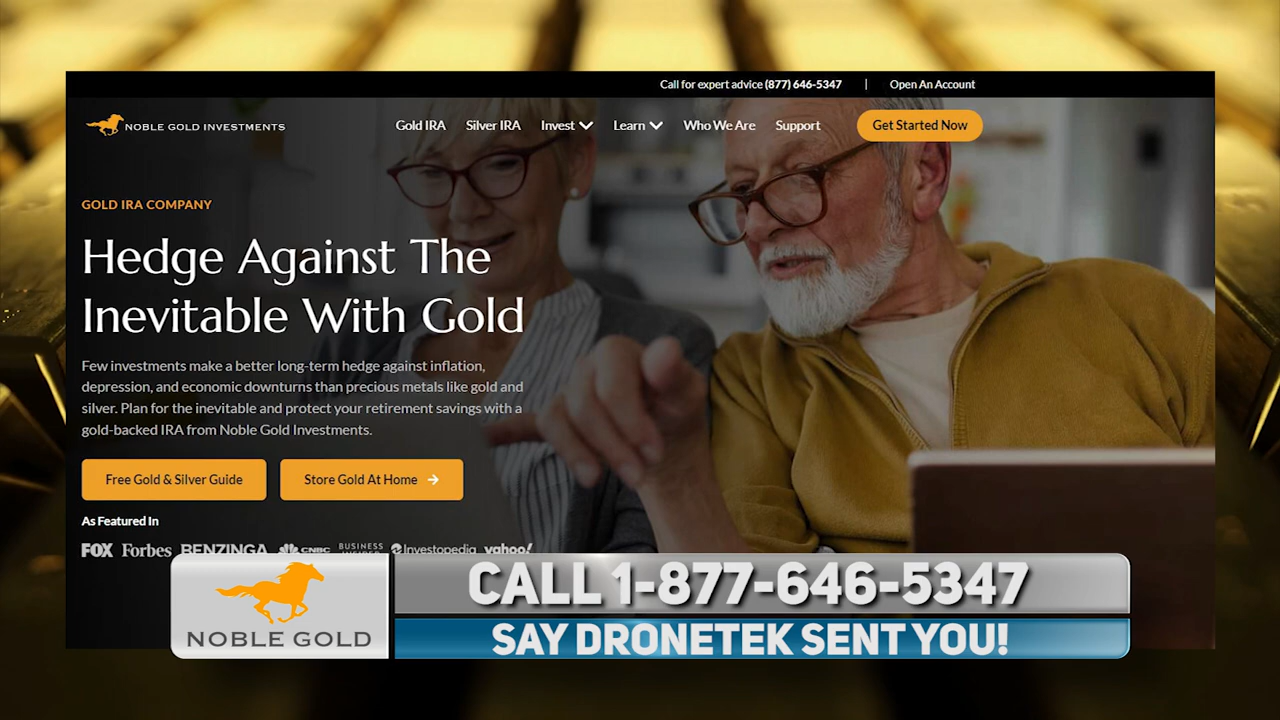 Call for expert advice (877) 646-5347 | Open An Account
NOBLE GOLD INVESTMENTS
Gold IRA Silver IRA Invest Learn Who We Are Support Get Started Now
GOLD IRA COMPANY
Hedge Against The
Inevitable With Gold
Few investments make a better long-term hedge against inflation,
depression, and economic downturns than precious metals like gold and
silver. Plan for the inevitable and protect your retirement savings with a
gold-backed IRA from Noble Gold Investments.
Free Gold & Silver Guide Store Gold At Home
As Featured In
FOX Forbes BENZINGA CNBC BUSINESS INSIDER Investopedia yahoo!
CALL 1-877-646-5347
NOBLE GOLD
SAY DRONETEK SENT YOU!